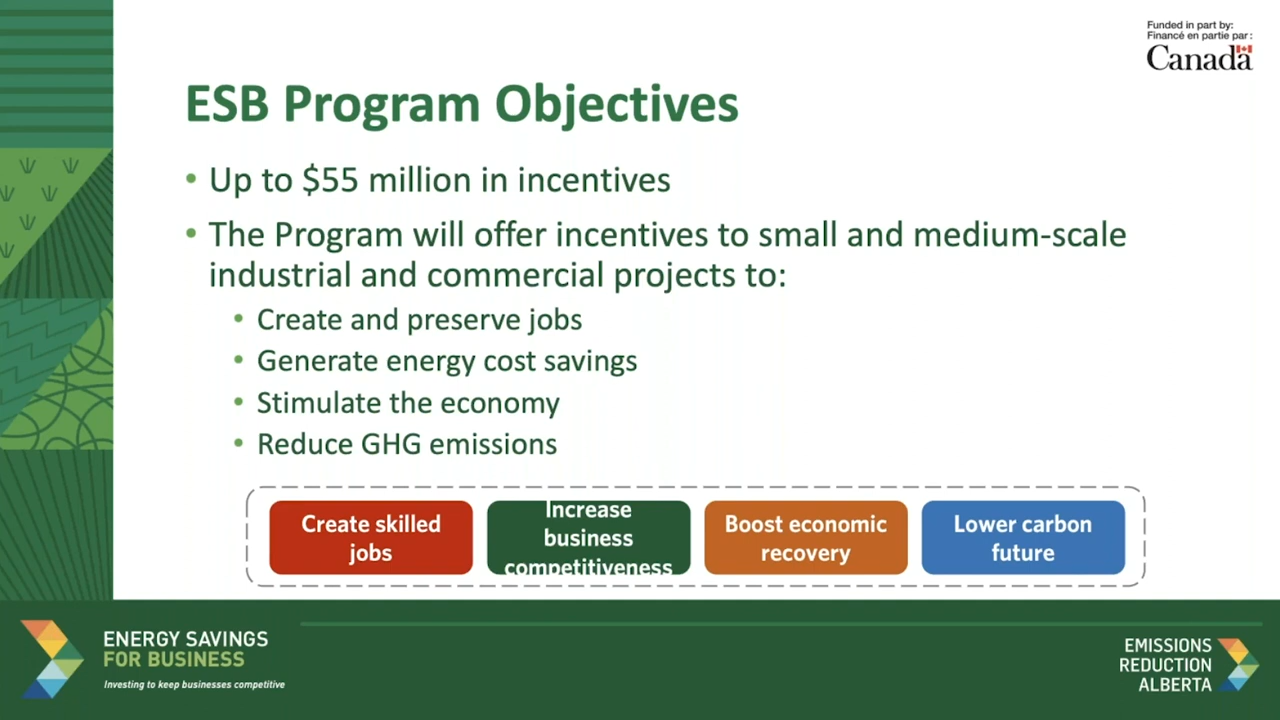 Funded in part by:
Financé en partie par :
Canada
ESB Program Objectives
• Up to $55 million in incentives
• The Program will offer incentives to small and medium-scale
industrial and commercial projects to:
• Create and preserve jobs
• Generate energy cost savings
• Stimulate the economy
• Reduce GHG emissions
Create skilled
jobs
Increase
business
competitiveness
Boost economic
recovery
Lower carbon
future
ENERGY SAVINGS
FOR BUSINESS
Investing to keep businesses competitive
EMISSIONS
REDUCTION
ALBERTA